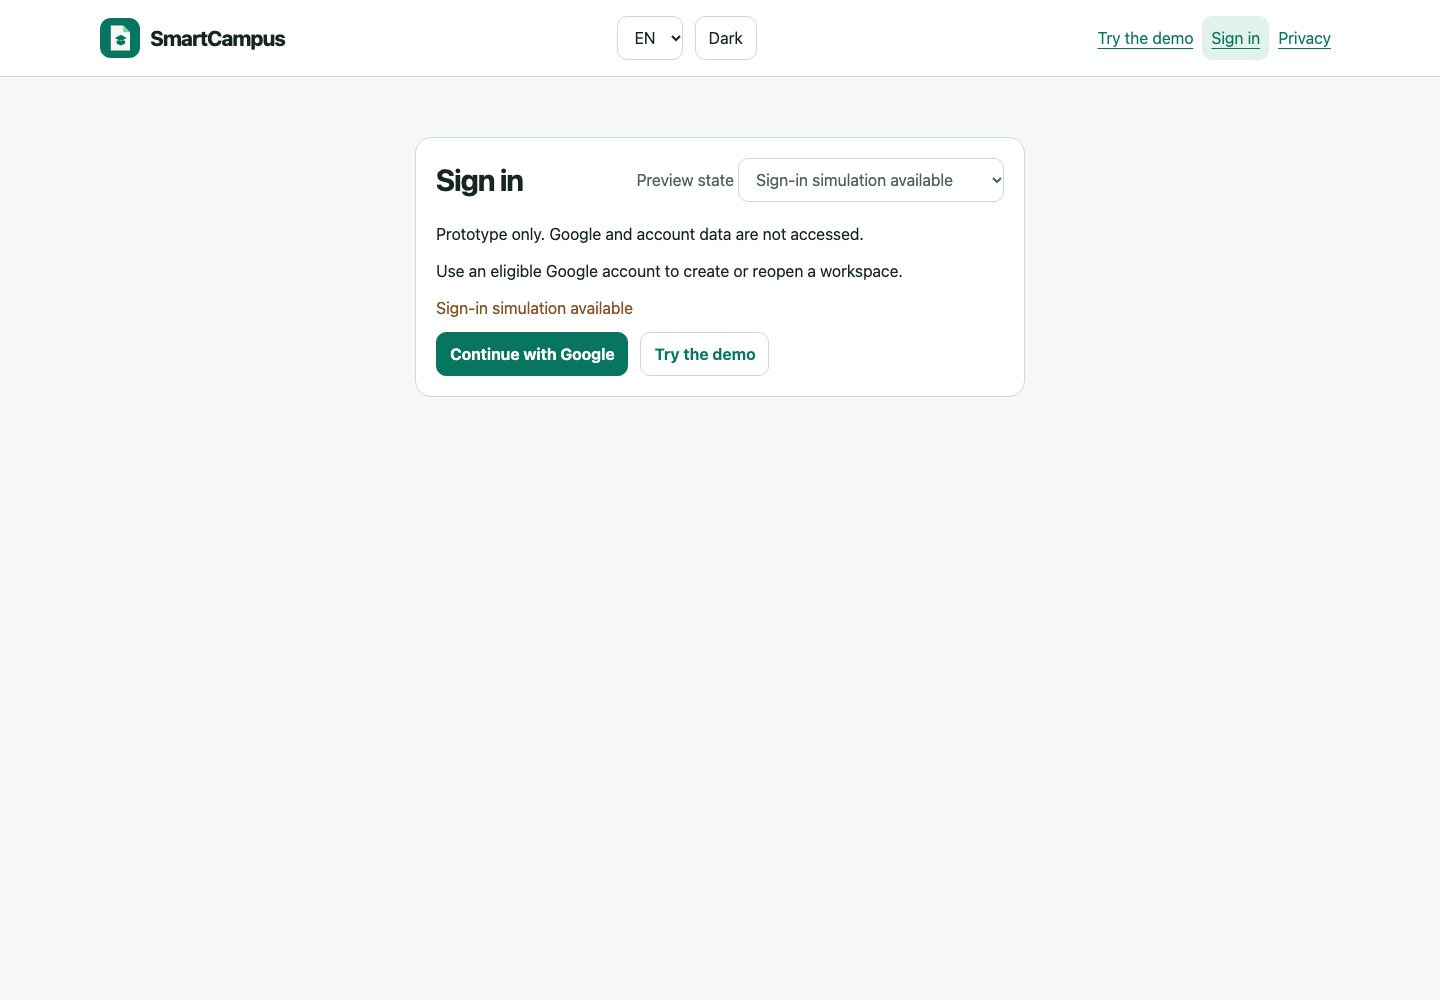 SmartCampus
EN
Dark
Try the demo
Sign in
Privacy
Sign in
Preview state
Sign-in simulation available
Prototype only. Google and account data are not accessed.
Use an eligible Google account to create or reopen a workspace.
Sign-in simulation available
Continue with Google
Try the demo